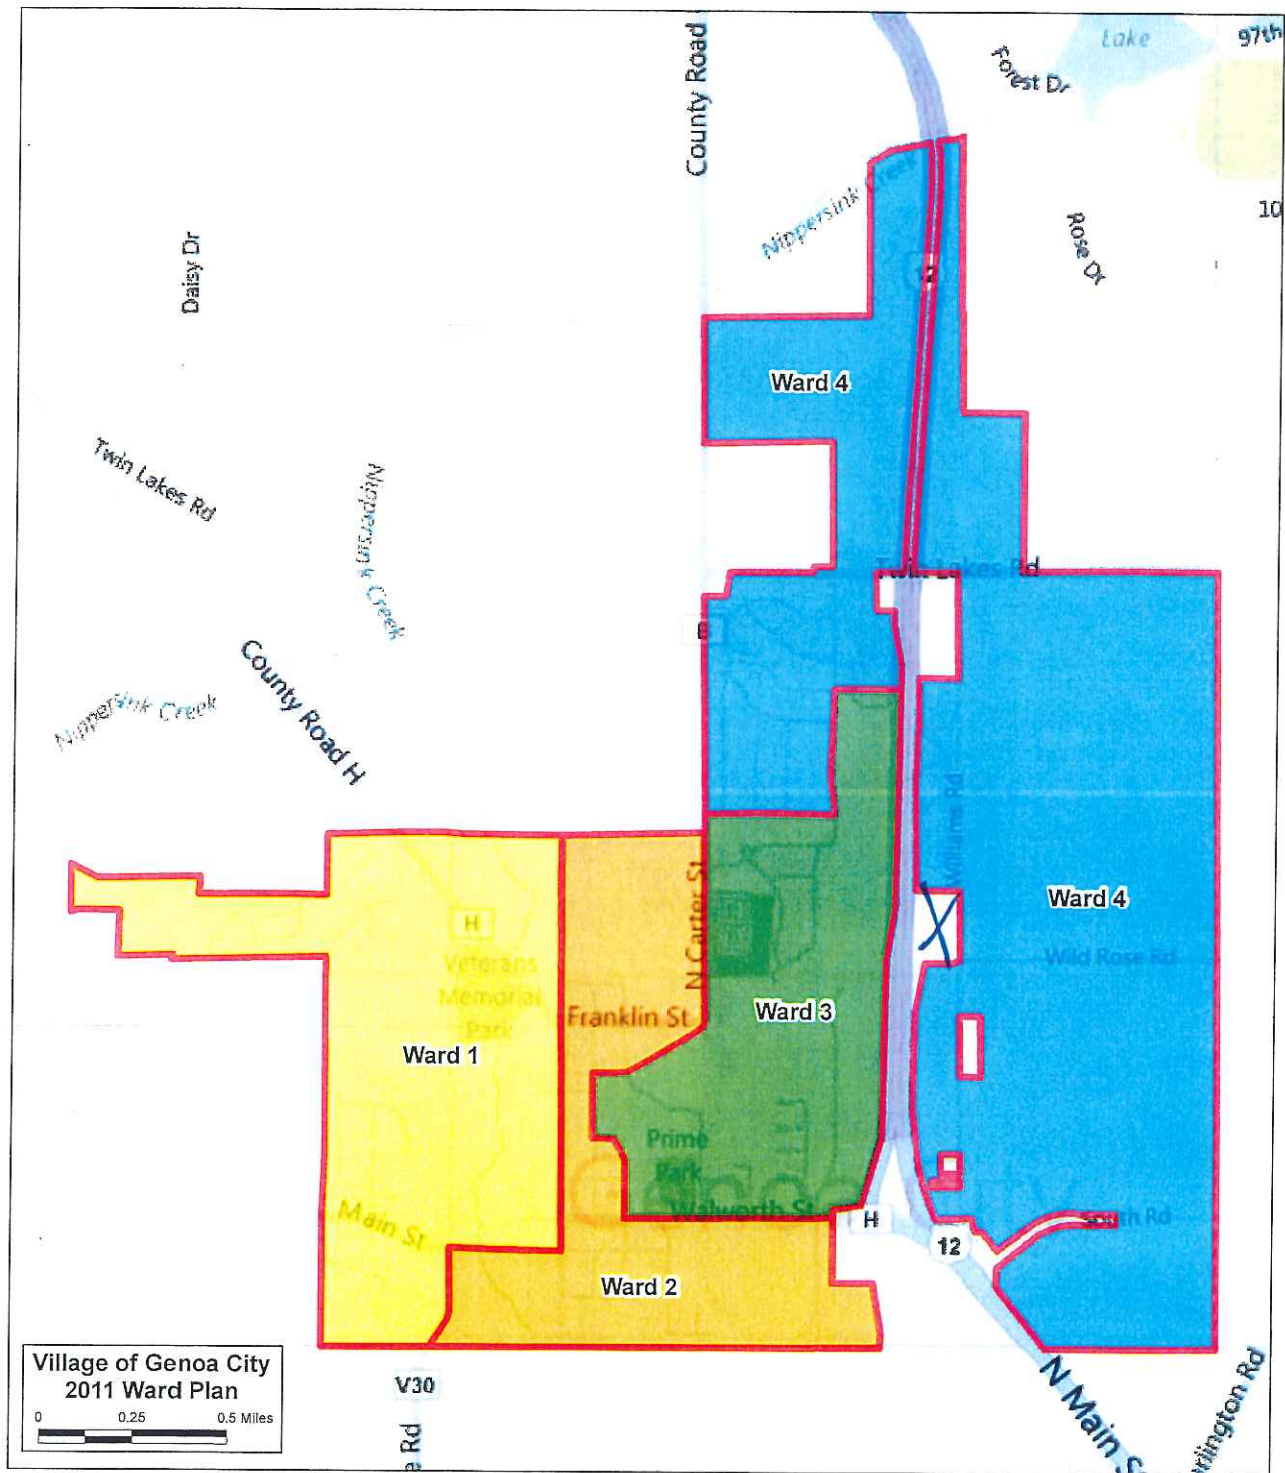 Lake
97th
Forest Dr
County Road
Nippersink Creek
10
Rose Dr
Daisy Dr
12
Ward 4
Twin Lakes Rd
Nippersink Creek
Twin Lakes Rd
B
County Road H
Nippersink Creek
Williams Rd
N Carter St
Ward 4
H
Wild Rose Rd
Veterans
Memorial
Park
Franklin St
Ward 3
Ward 1
Prime
Park
Main St
Walworth St
H
South Rd
12
Ward 2
Village of Genoa City
2011 Ward Plan
0 0.25 0.5 Miles
V30
e Rd
N Main S
rlington Rd